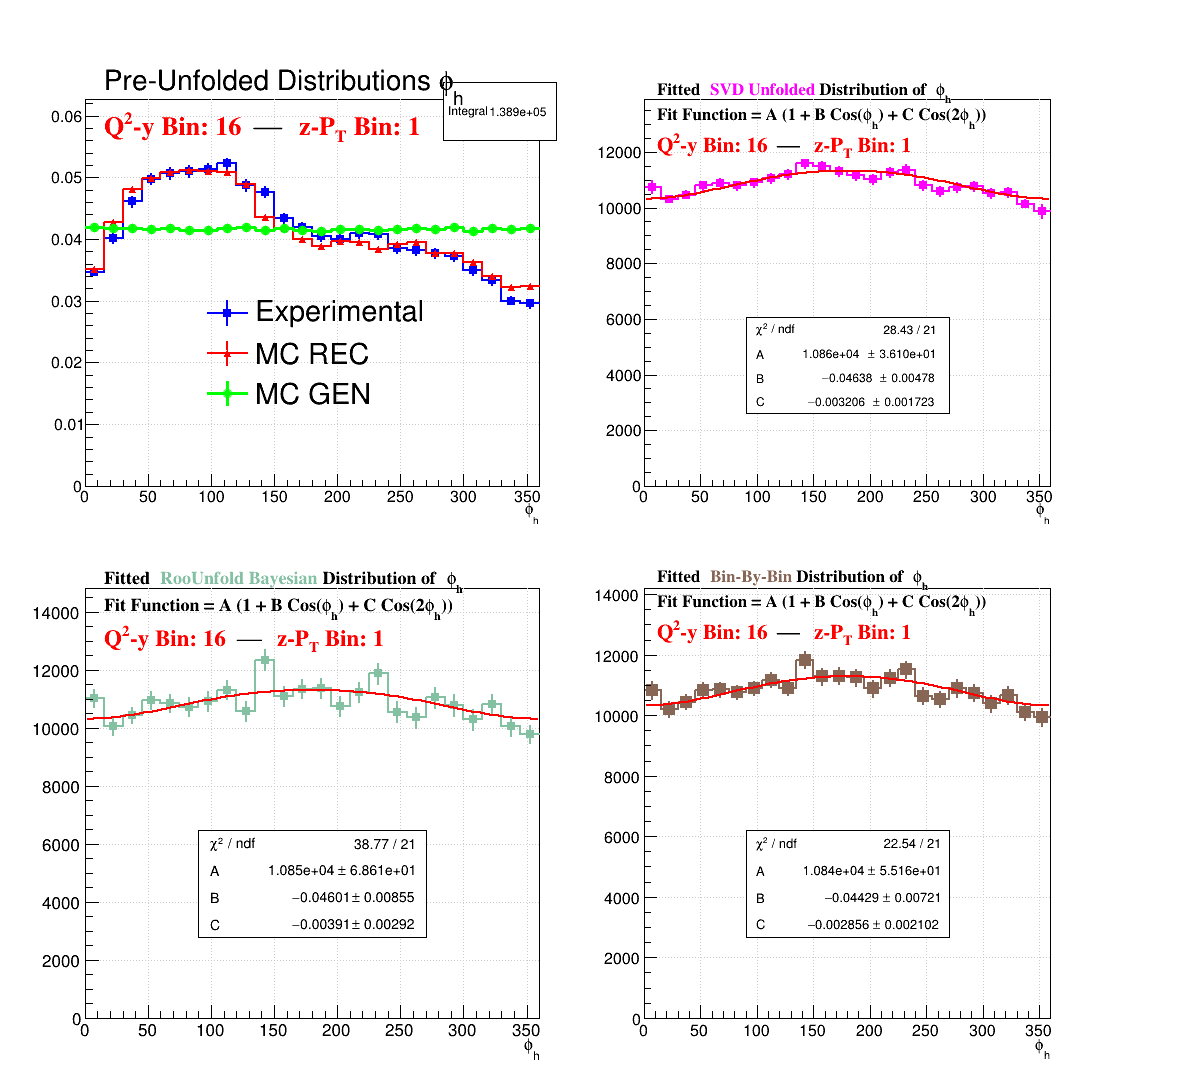 Pre-Unfolded Distributions ϕh
Integral 1.389e+05
Q2-y Bin: 16 — z-PT Bin: 1
0.06
0.05
0.04
0.03
0.02
0.01
0
Experimental
MC REC
MC GEN
0 50 100 150 200 250 300 350
ϕh
Fitted SVD Unfolded Distribution of ϕh
Fit Function = A (1 + B Cos(ϕh) + C Cos(2ϕh))
Q2-y Bin: 16 — z-PT Bin: 1
12000
10000
8000
6000
4000
2000
0
χ2 / ndf 28.43 / 21
A 1.086e+04 ± 3.610e+01
B −0.04638 ± 0.00478
C −0.003206 ± 0.001723
0 50 100 150 200 250 300 350
ϕh
Fitted RooUnfold Bayesian Distribution of ϕh
Fit Function = A (1 + B Cos(ϕh) + C Cos(2ϕh))
Q2-y Bin: 16 — z-PT Bin: 1
14000
12000
10000
8000
6000
4000
2000
0
χ2 / ndf 38.77 / 21
A 1.085e+04 ± 6.861e+01
B −0.04601 ± 0.00855
C −0.00391 ± 0.00292
0 50 100 150 200 250 300 350
ϕh
Fitted Bin-By-Bin Distribution of ϕh
Fit Function = A (1 + B Cos(ϕh) + C Cos(2ϕh))
Q2-y Bin: 16 — z-PT Bin: 1
14000
12000
10000
8000
6000
4000
2000
0
χ2 / ndf 22.54 / 21
A 1.084e+04 ± 5.516e+01
B −0.04429 ± 0.00721
C −0.002856 ± 0.002102
0 50 100 150 200 250 300 350
ϕh